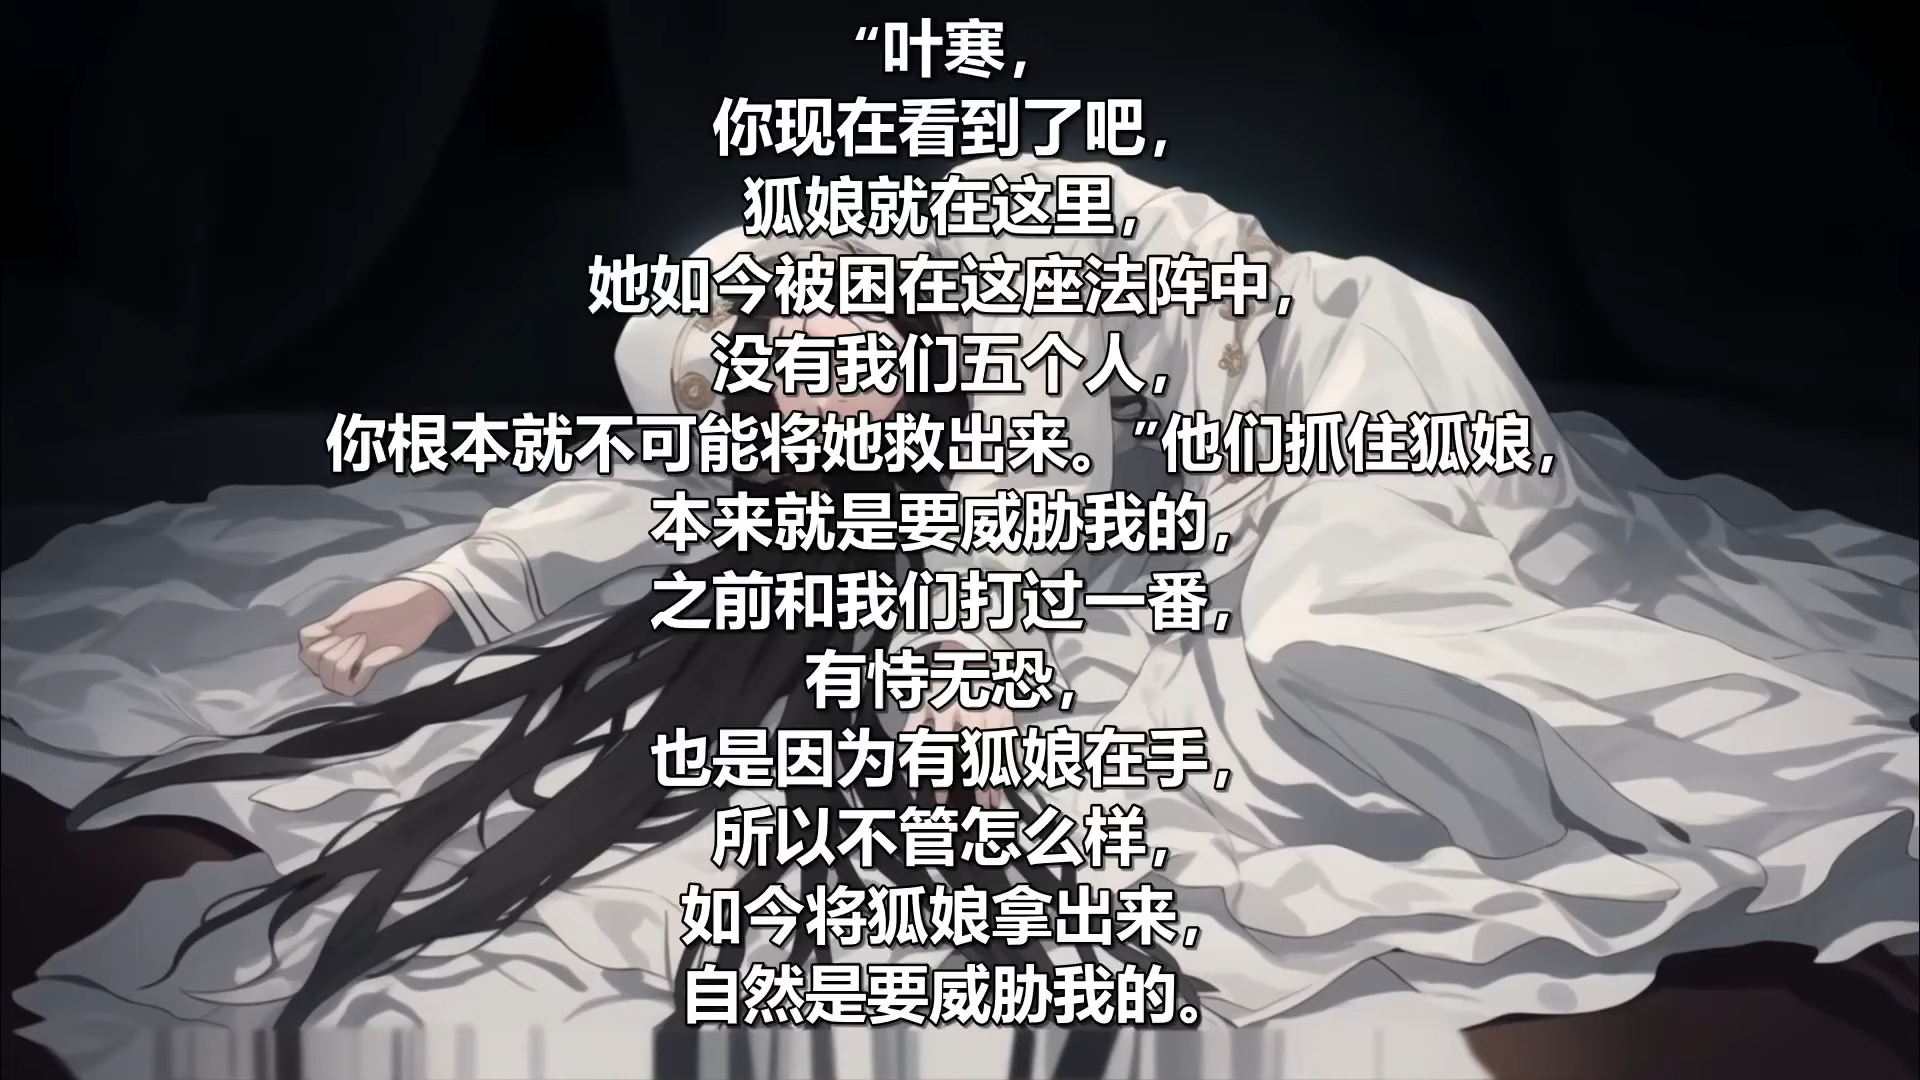 “叶寒，
你现在看到了吧，
狐娘就在这里，
她如今被困在这座法阵中，
没有我们五个人，
你根本就不可能将她救出来。”他们抓住狐娘，
本来就是要威胁我的，
之前和我们打过一番，
有恃无恐，
也是因为有狐娘在手，
所以不管怎么样，
如今将狐娘拿出来，
自然是要威胁我的。